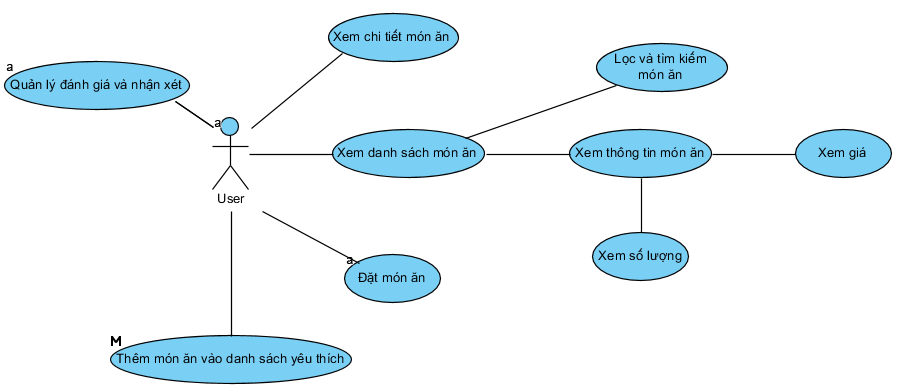 Xem chi tiết món ăn
a
Quản lý đánh giá và nhận xét
Lọc và tìm kiếm
món ăn
a
Xem danh sách món ăn
Xem thông tin món ăn
Xem giá
User
Xem số lượng
a
Đặt món ăn
M
Thêm món ăn vào danh sách yêu thích